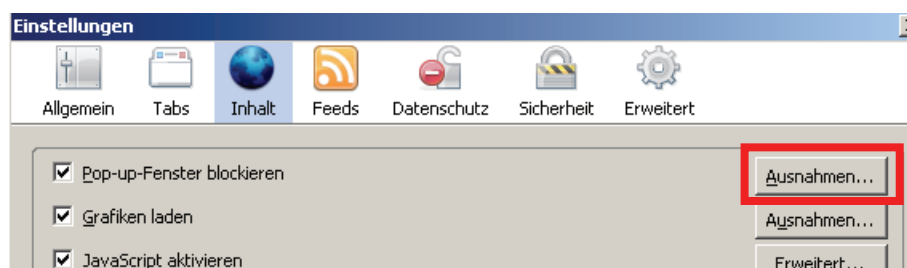 Einstellungen
Allgemein Tabs Inhalt Feeds Datenschutz Sicherheit Erweitert
Pop-up-Fenster blockieren Ausnahmen...
Grafiken laden Ausnahmen...
JavaScript aktivieren Erweitert...